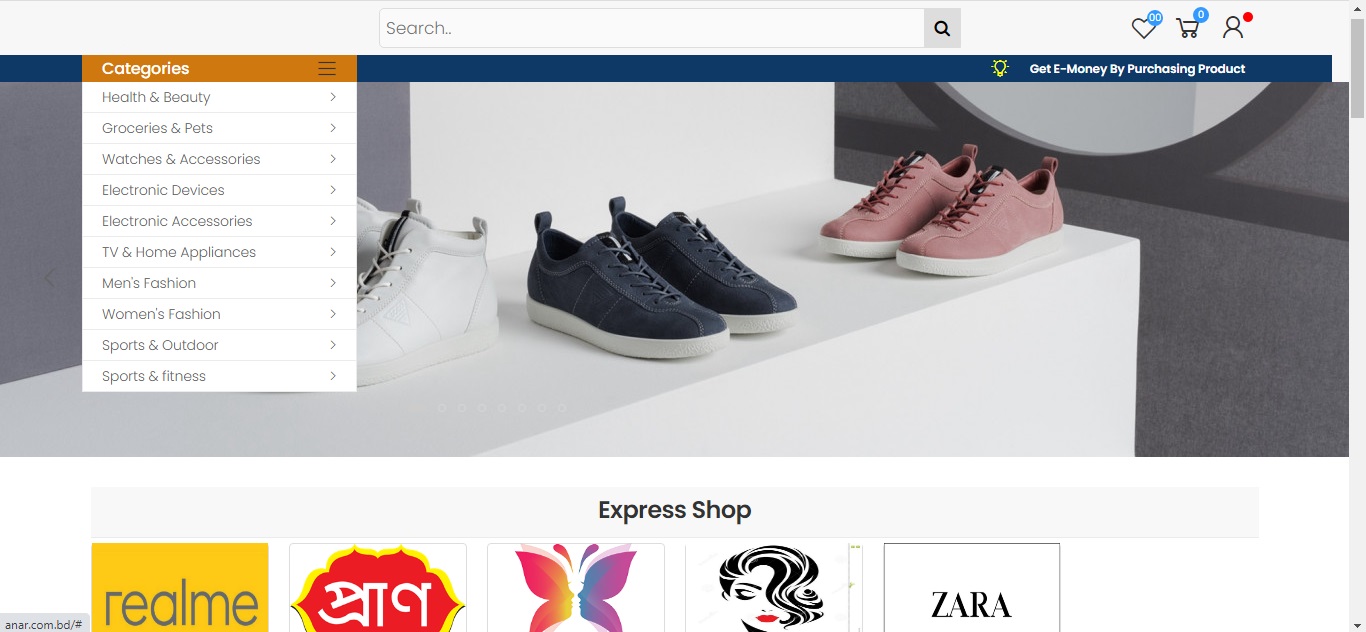 Search..
00
0
Categories
Get E-Money By Purchasing Product
Health & Beauty
Groceries & Pets
Watches & Accessories
Electronic Devices
Electronic Accessories
TV & Home Appliances
Men's Fashion
Women's Fashion
Sports & Outdoor
Sports & fitness
Express Shop
realme
প্রাণ
ZARA
anar.com.bd/#